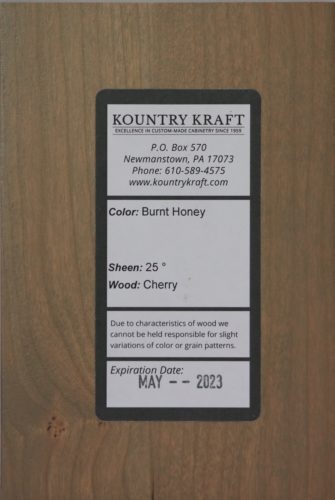 KOUNTRY KRAFT
EXCELLENCE IN CUSTOM-MADE CABINETRY SINCE 1959
P.O. Box 570
Newmanstown, PA 17073
Phone: 610-589-4575
www.kountrykraft.com
Color: Burnt Honey
Sheen: 25 °
Wood: Cherry
Due to characteristics of wood we
cannot be held responsible for slight
variations of color or grain patterns.
Expiration Date:
MAY -- 2023